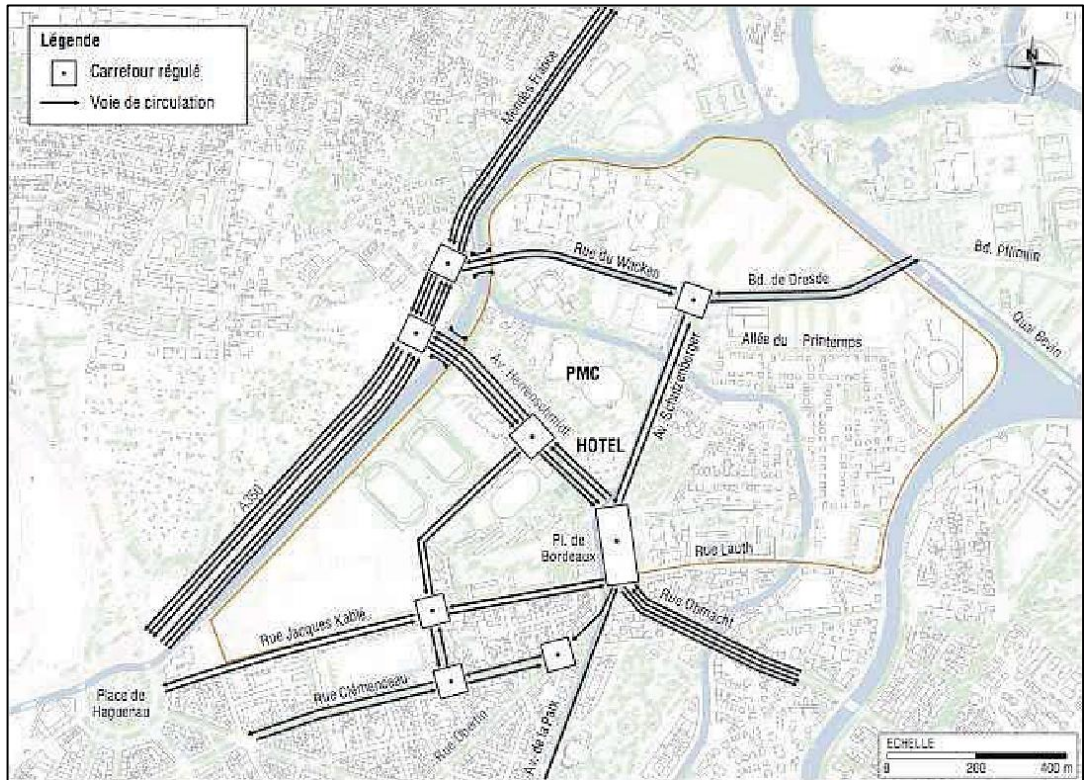 Légende
Carrefour régulé
Voie de circulation
N
Mendès France
Rue du Wacken
Bd. de Dresde
Bd. Pflimlin
Quai Bevin
Allée du Printemps
Av. Schutzenberger
PMC
Av. Herrenschmidt
HOTEL
A350
Pl. de
Bordeaux
Rue Lauth
Rue Ohmacht
Rue Jacques Kablé
Place de
Haguenau
Rue Clémenceau
Rue Oberlin
Av. de la Paix
ECHELLE
0 200 400 m